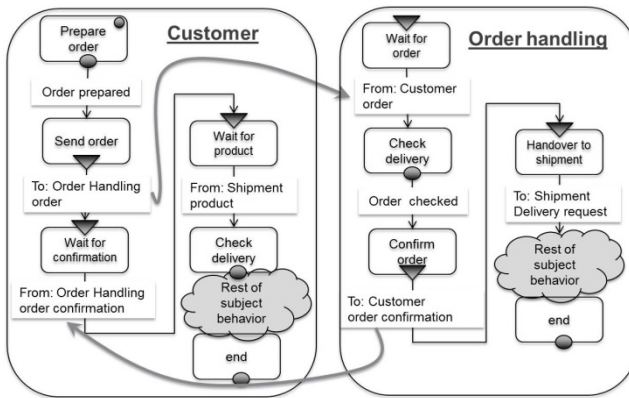 Customer
Prepare
order
Order prepared
Send order
To: Order Handling
order
Wait for
confirmation
From: Order Handling
order confirmation
Wait for
product
From: Shipment
product
Check
delivery
Rest of
subject
behavior
end
Order handling
Wait for
order
From: Customer
order
Check
delivery
Order checked
Confirm
order
To: Customer
order confirmation
Handover to
shipment
To: Shipment
Delivery request
Rest of
subject
behavior
end